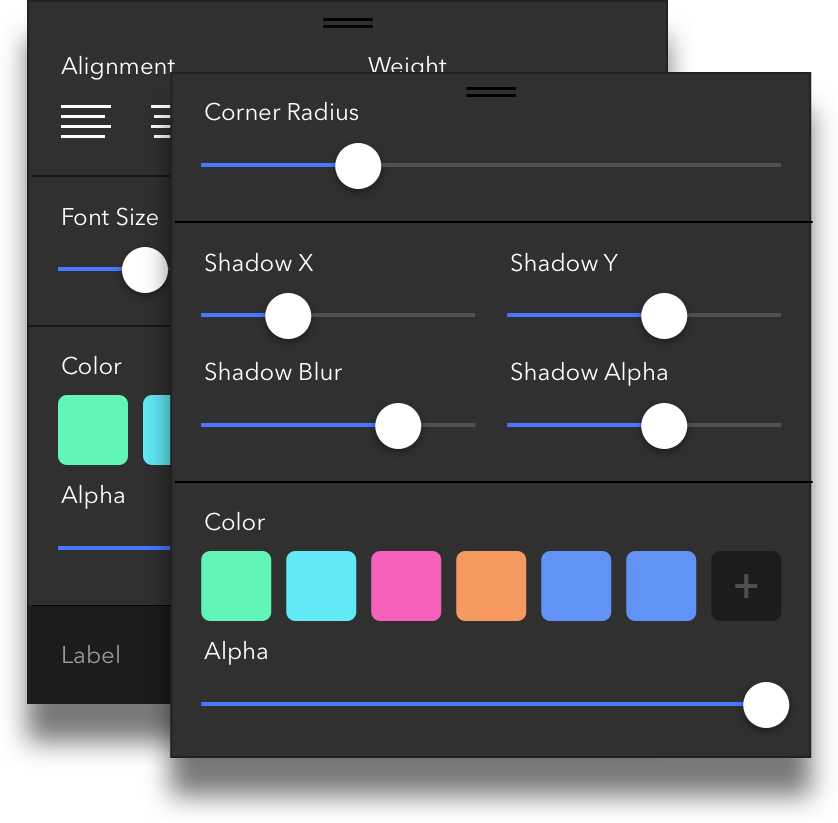 Alignment
Weight
Corner Radius
Font Size
Shadow X
Shadow Y
Color
Shadow Blur
Shadow Alpha
Alpha
Color
+
Label
Alpha